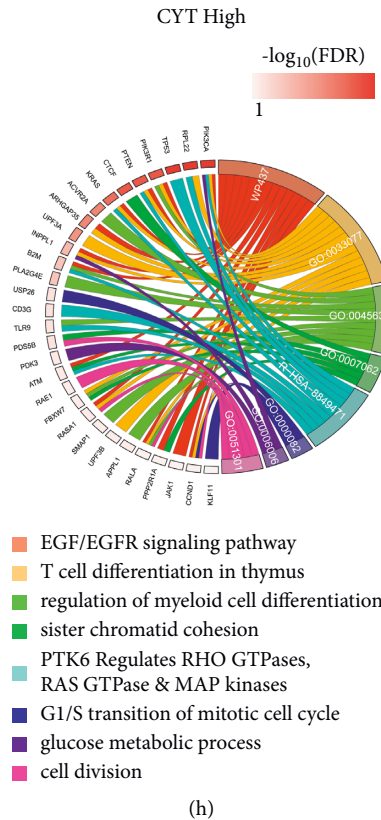 CYT High
-log10(FDR)
1
PIK3CA
RPL22
TP53
PIK3R1
PTEN
CTCF
KRAS
ACVR2A
ARHGAP35
UPF3A
INPPL1
B2M
PLA2G4E
USP26
CD3G
TLR9
PDS5B
PDK3
ATM
RAE1
FBXW7
RASA1
SMAP1
UPF3B
APPL1
RALA
PPP2R1A
JAK1
CCND1
KLF11
WP437
GO:0033077
GO:004563
GO:0007062
R-HSA-8849471
GO:0000082
GO:0006006
GO:0051301
EGF/EGFR signaling pathway
T cell differentiation in thymus
regulation of myeloid cell differentiation
sister chromatid cohesion
PTK6 Regulates RHO GTPases,
RAS GTPase & MAP kinases
G1/S transition of mitotic cell cycle
glucose metabolic process
cell division
(h)